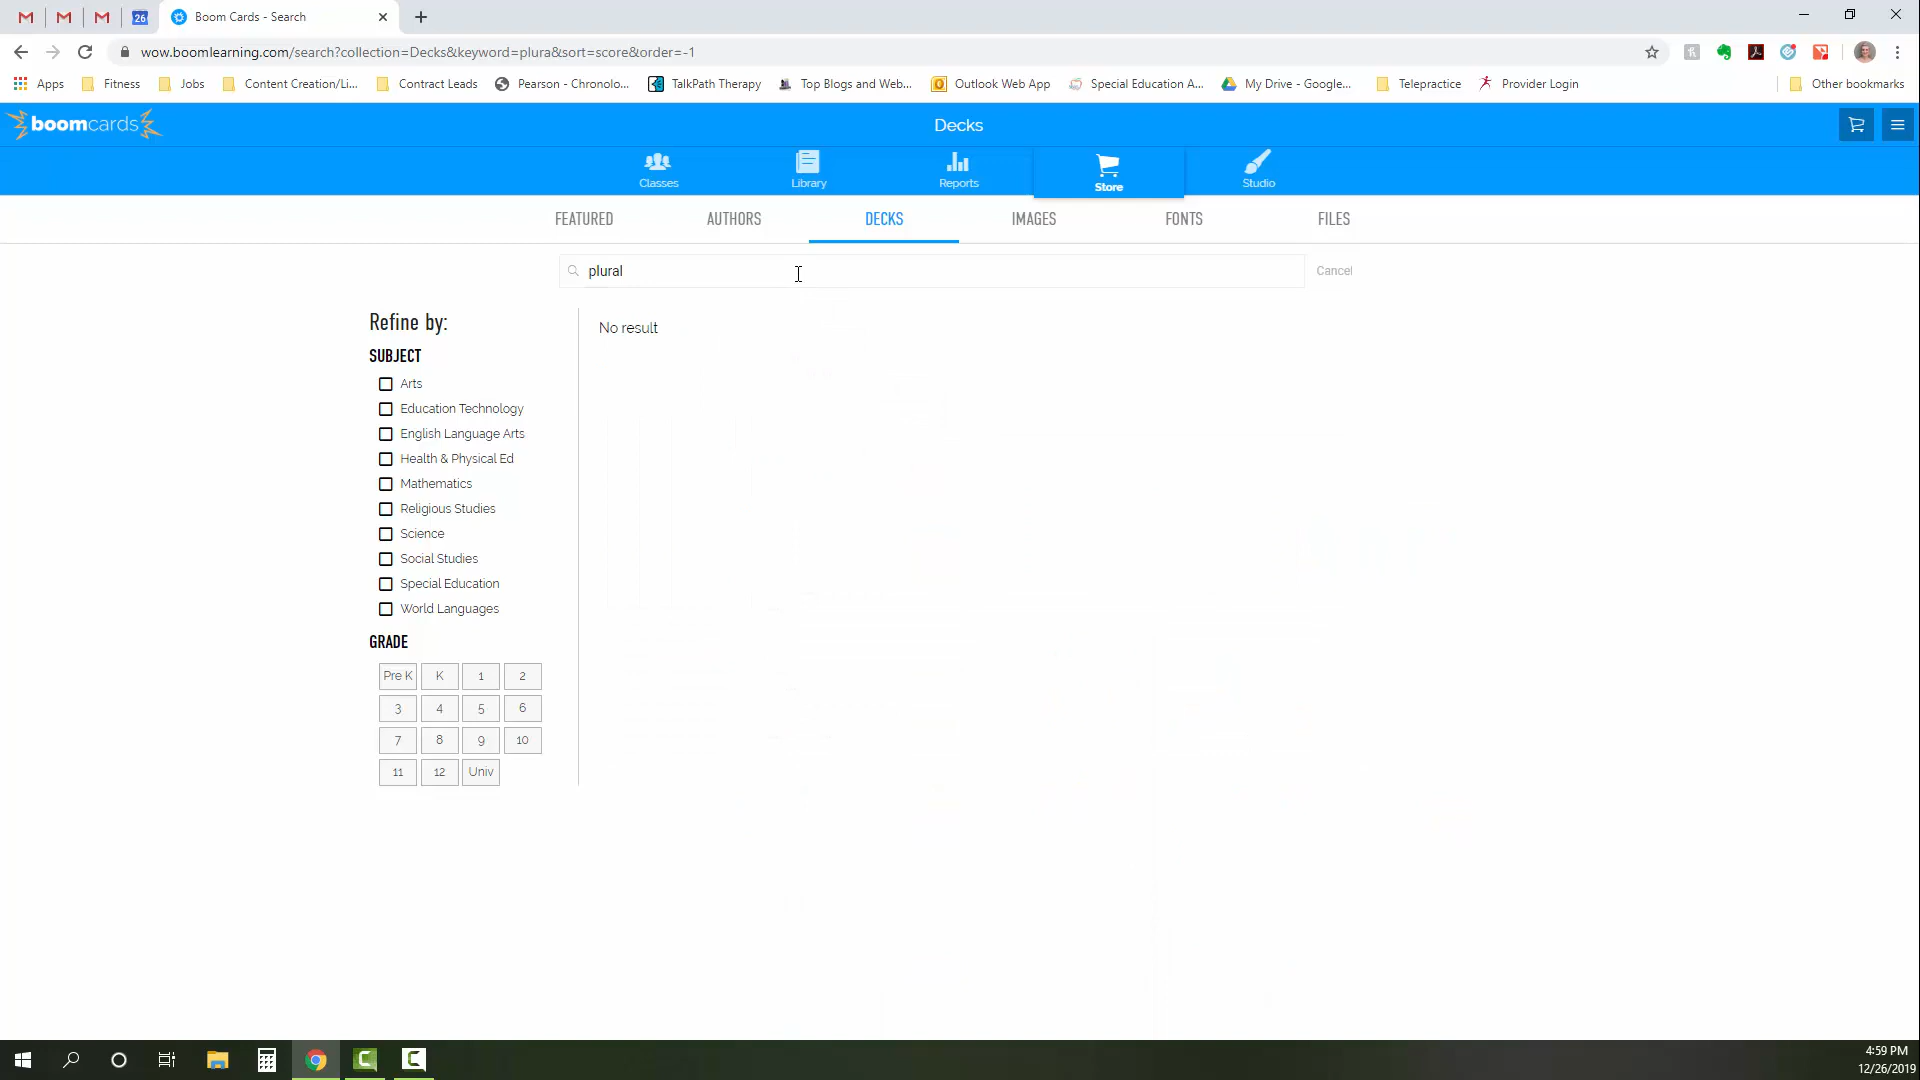 Boom Cards - Search
wow.boomlearning.com/search?collection=Decks&keyword=plura&sort=score&order=-1
Apps
Fitness
Jobs
Content Creation/Li...
Contract Leads
Pearson - Chronolo...
TalkPath Therapy
Top Blogs and Web...
Outlook Web App
Special Education A...
My Drive - Google...
Telepractice
Provider Login
Other bookmarks
boomcards
Decks
Classes
Library
Reports
Store
Studio
FEATURED
AUTHORS
DECKS
IMAGES
FONTS
FILES
plural
Cancel
Refine by:
No result
SUBJECT
Arts
Education Technology
English Language Arts
Health & Physical Ed
Mathematics
Religious Studies
Science
Social Studies
Special Education
World Languages
GRADE
Pre K K 1 2
3 4 5 6
7 8 9 10
11 12 Univ
4:59 PM
12/26/2019